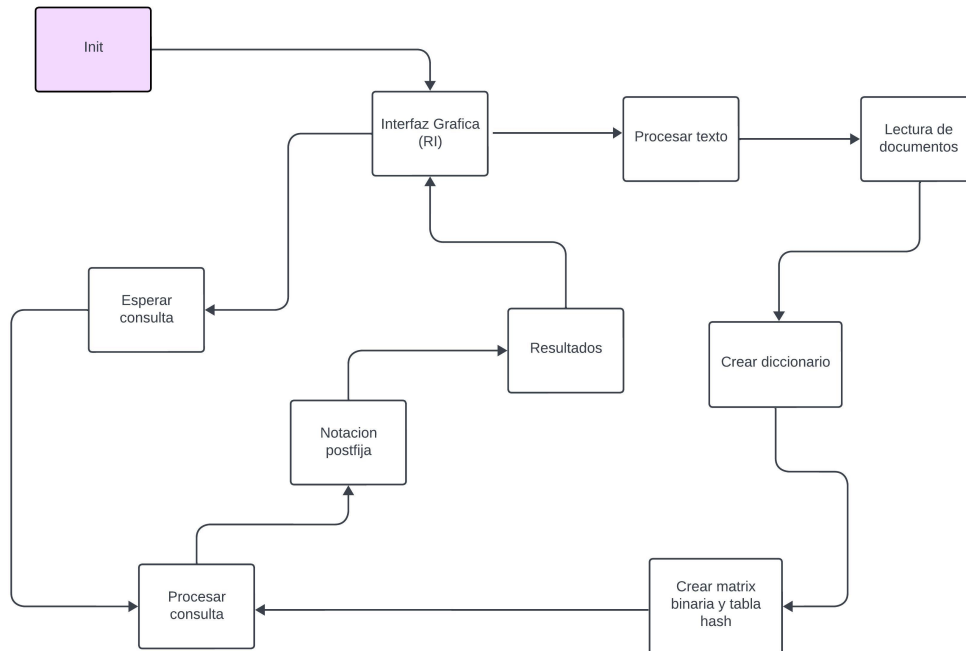 Init
Interfaz Grafica
(RI)
Procesar texto
Lectura de
documentos
Esperar
consulta
Resultados
Crear diccionario
Notacion
postfija
Procesar
consulta
Crear matrix
binaria y tabla
hash